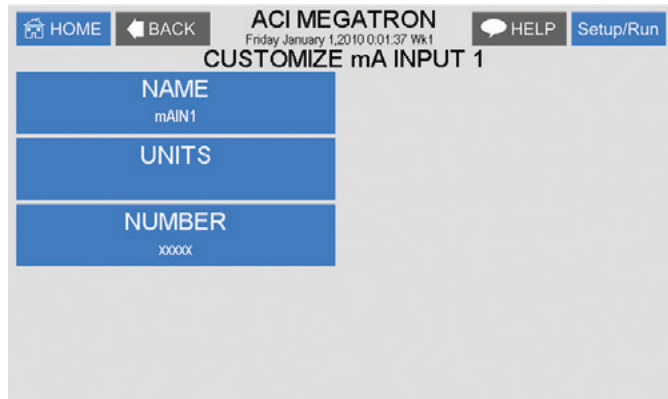 HOME
BACK
ACI MEGATRON
HELP
Setup/Run
Friday January 1,2010 0:01:37 Wk1
CUSTOMIZE mA INPUT 1
NAME
mAIN1
UNITS
NUMBER
xxxxx